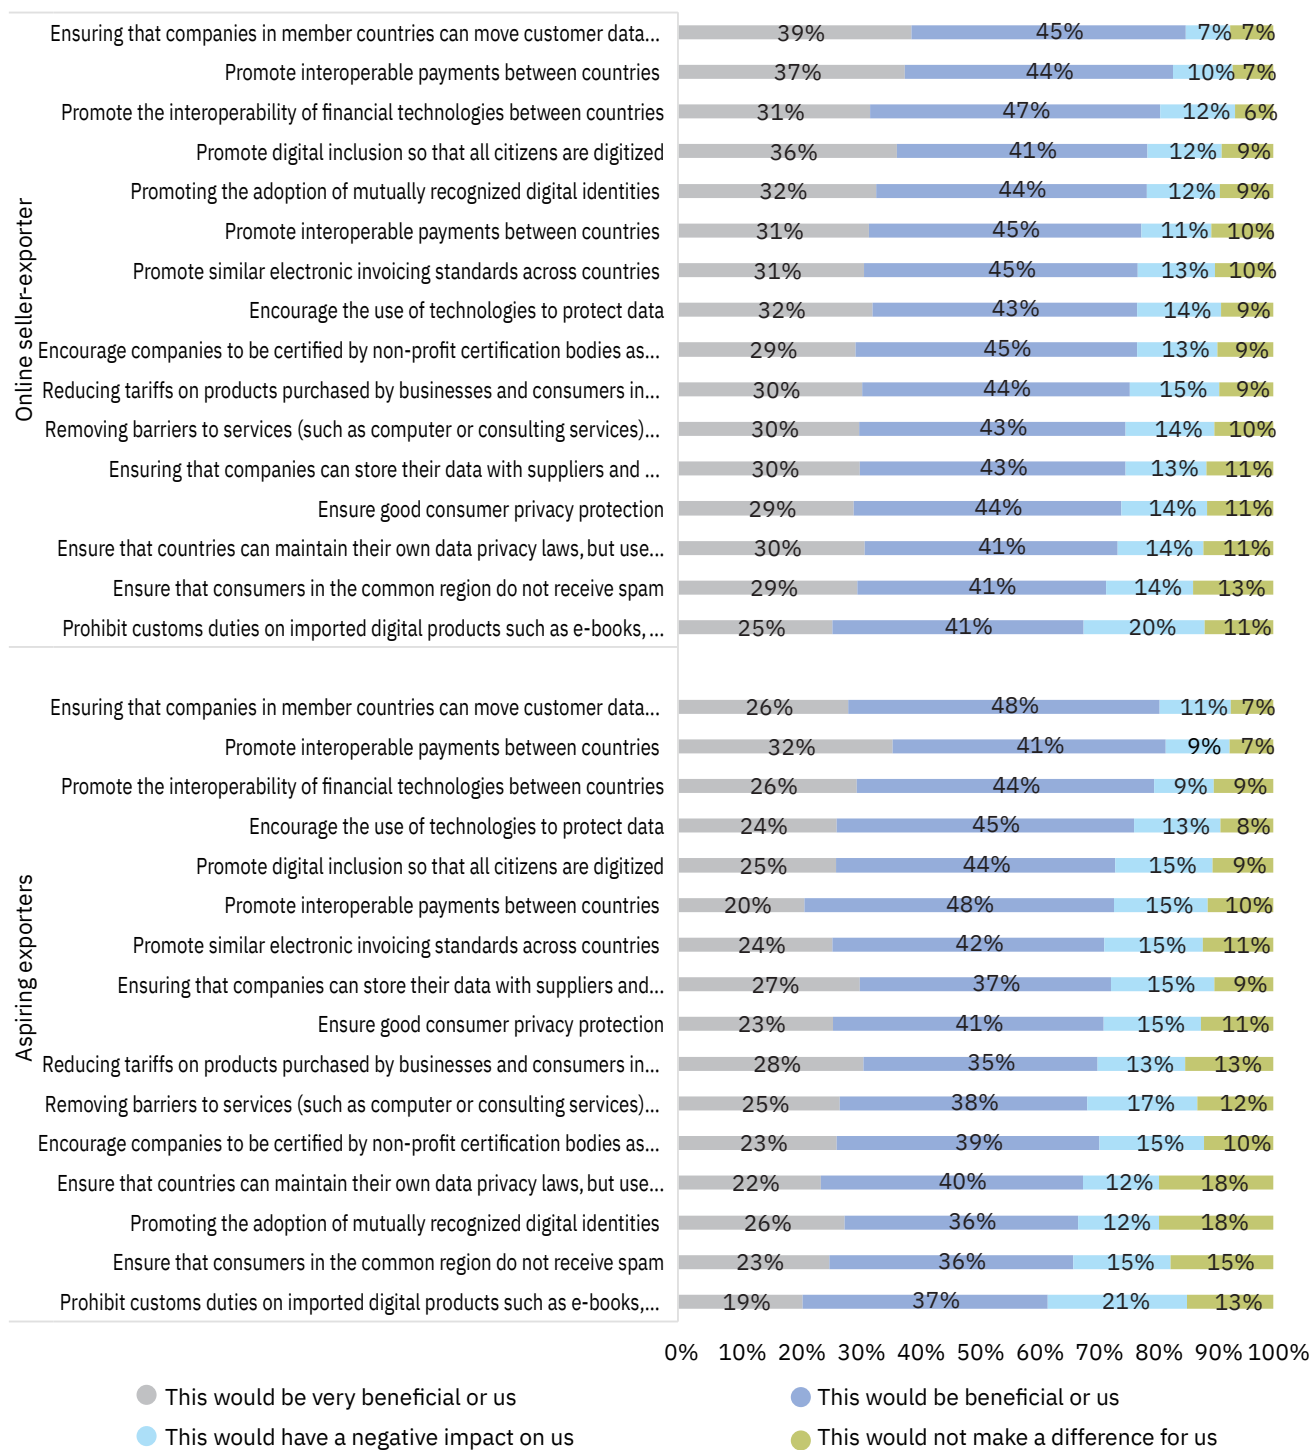 Online seller-exporter
Ensuring that companies in member countries can move customer data... 39% 45% 7% 7%
Promote interoperable payments between countries 37% 44% 10% 7%
Promote the interoperability of financial technologies between countries 31% 47% 12% 6%
Promote digital inclusion so that all citizens are digitized 36% 41% 12% 9%
Promoting the adoption of mutually recognized digital identities 32% 44% 12% 9%
Promote interoperable payments between countries 31% 45% 11% 10%
Promote similar electronic invoicing standards across countries 31% 45% 13% 10%
Encourage the use of technologies to protect data 32% 43% 14% 9%
Encourage companies to be certified by non-profit certification bodies as... 29% 45% 13% 9%
Reducing tariffs on products purchased by businesses and consumers in... 30% 44% 15% 9%
Removing barriers to services (such as computer or consulting services)... 30% 43% 14% 10%
Ensuring that companies can store their data with suppliers and ... 30% 43% 13% 11%
Ensure good consumer privacy protection 29% 44% 14% 11%
Ensure that countries can maintain their own data privacy laws, but use... 30% 41% 14% 11%
Ensure that consumers in the common region do not receive spam 29% 41% 14% 13%
Prohibit customs duties on imported digital products such as e-books, ... 25% 41% 20% 11%
Aspiring exporters
Ensuring that companies in member countries can move customer data... 26% 48% 11% 7%
Promote interoperable payments between countries 32% 41% 9% 7%
Promote the interoperability of financial technologies between countries 26% 44% 9% 9%
Encourage the use of technologies to protect data 24% 45% 13% 8%
Promote digital inclusion so that all citizens are digitized 25% 44% 15% 9%
Promote interoperable payments between countries 20% 48% 15% 10%
Promote similar electronic invoicing standards across countries 24% 42% 15% 11%
Ensuring that companies can store their data with suppliers and... 27% 37% 15% 9%
Ensure good consumer privacy protection 23% 41% 15% 11%
Reducing tariffs on products purchased by businesses and consumers in... 28% 35% 13% 13%
Removing barriers to services (such as computer or consulting services)... 25% 38% 17% 12%
Encourage companies to be certified by non-profit certification bodies as... 23% 39% 15% 10%
Ensure that countries can maintain their own data privacy laws, but use... 22% 40% 12% 18%
Promoting the adoption of mutually recognized digital identities 26% 36% 12% 18%
Ensure that consumers in the common region do not receive spam 23% 36% 15% 15%
Prohibit customs duties on imported digital products such as e-books,... 19% 37% 21% 13%
0% 10% 20% 30% 40% 50% 60% 70% 80% 90% 100%
This would be very beneficial or us
This would be beneficial or us
This would have a negative impact on us
This would not make a difference for us